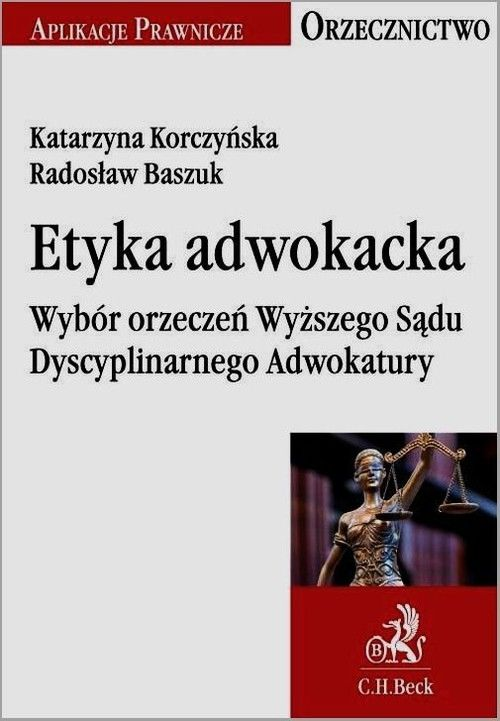 APLIKACJE PRAWNICZE
ORZECZNICTWO
Katarzyna Korczyńska
Radosław Baszuk
Etyka adwokacka
Wybór orzeczeń Wyższego Sądu
Dyscyplinarnego Adwokatury
B
C.H.Beck